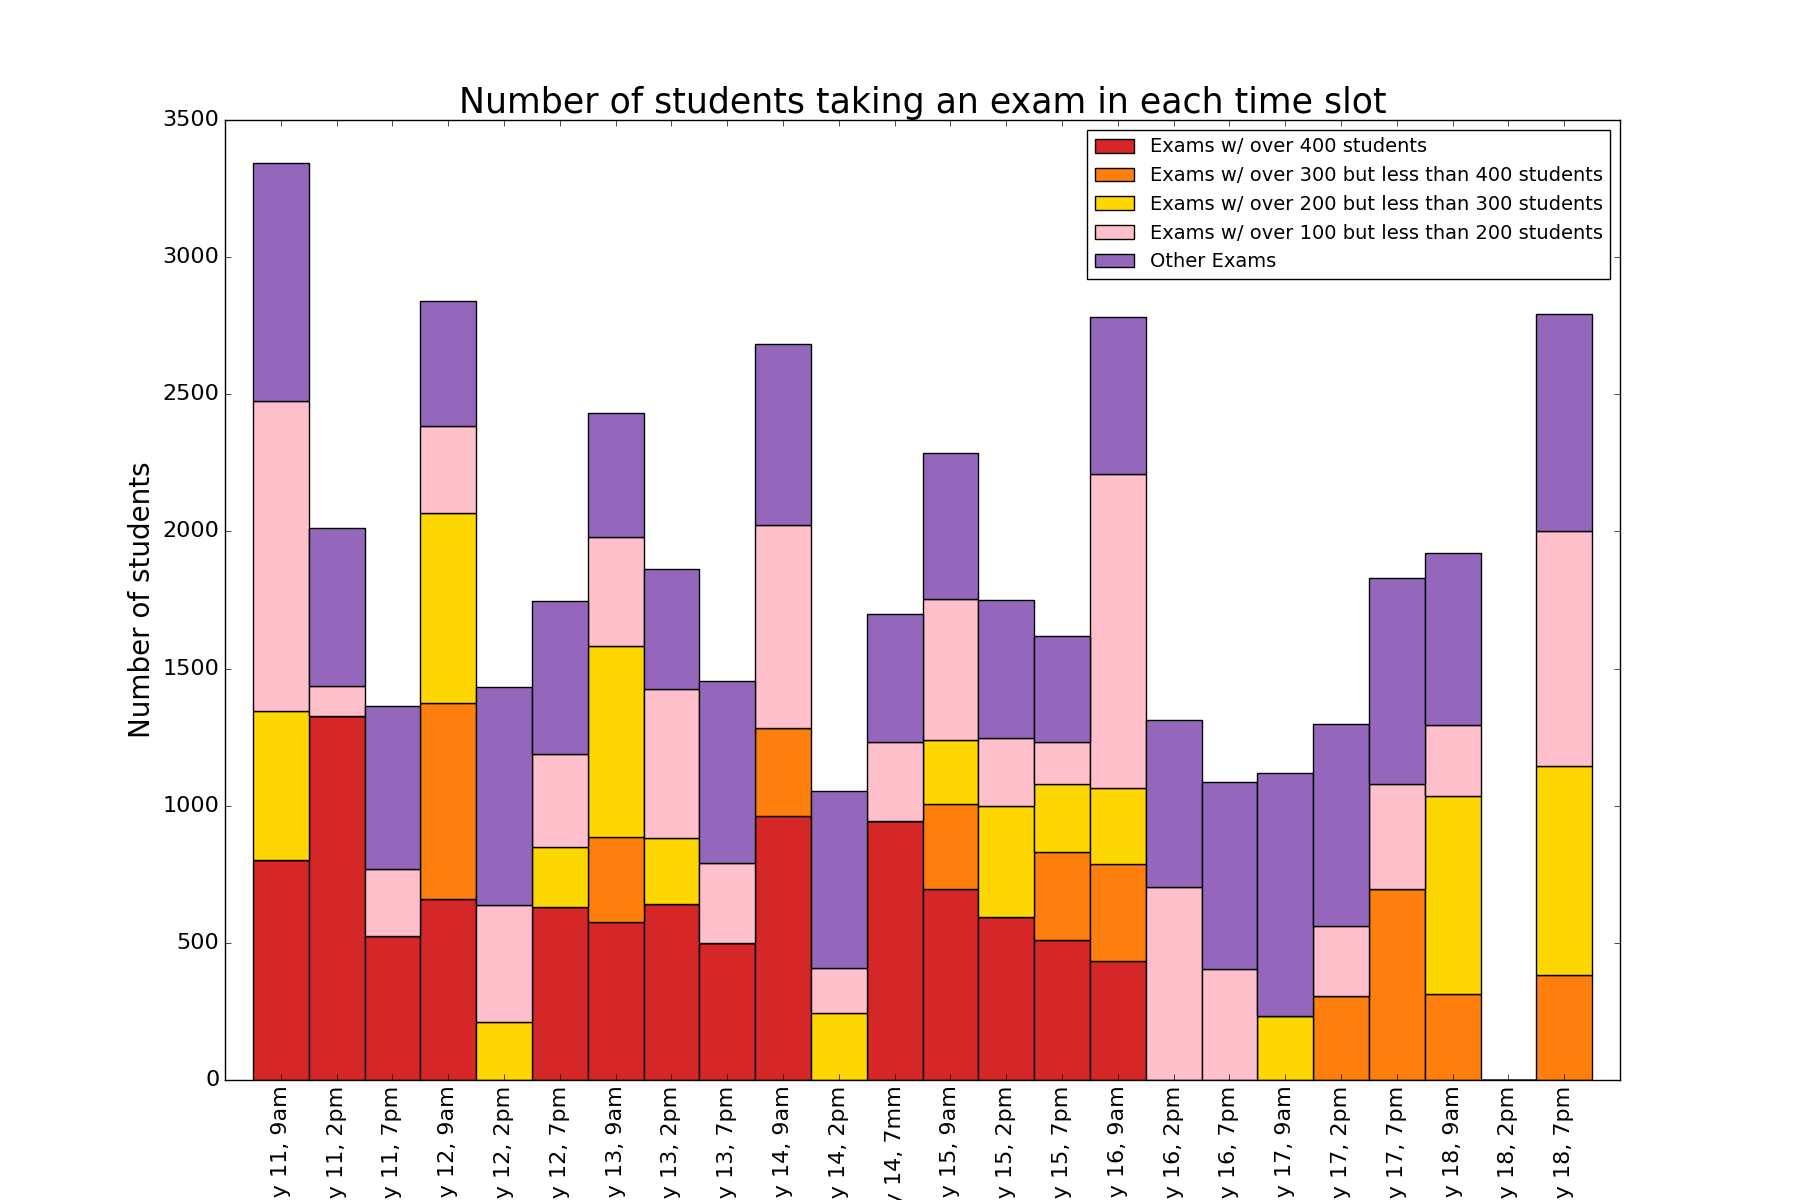 Number of students taking an exam in each time slot
Exams w/ over 400 students
Exams w/ over 300 but less than 400 students
Exams w/ over 200 but less than 300 students
Exams w/ over 100 but less than 200 students
Other Exams
Number of students
3500
3000
2500
2000
1500
1000
500
0
y 11, 9am
y 11, 2pm
y 11, 7pm
y 12, 9am
y 12, 2pm
y 12, 7pm
y 13, 9am
y 13, 2pm
y 13, 7pm
y 14, 9am
y 14, 2pm
y 14, 7mm
y 15, 9am
y 15, 2pm
y 15, 7pm
y 16, 9am
y 16, 2pm
y 16, 7pm
y 17, 9am
y 17, 2pm
y 17, 7pm
y 18, 9am
y 18, 2pm
y 18, 7pm